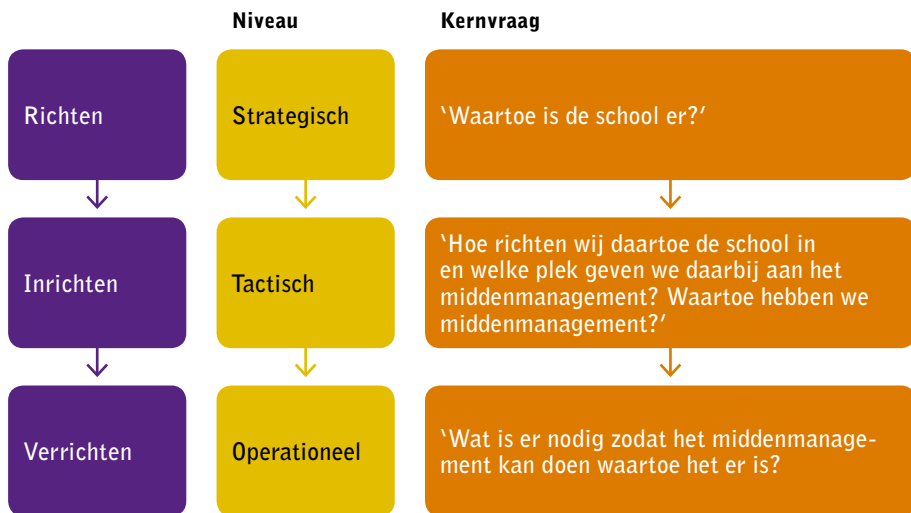 Niveau Kernvraag
Richten
Strategisch
‘Waartoe is de school er?’
Inrichten
Tactisch
‘Hoe richten wij daartoe de school in
en welke plek geven we daarbij aan het
middenmanagement? Waartoe hebben we
middenmanagement?’
Verrichten
Operationeel
‘Wat is er nodig zodat het middenmanage-
ment kan doen waartoe het er is?